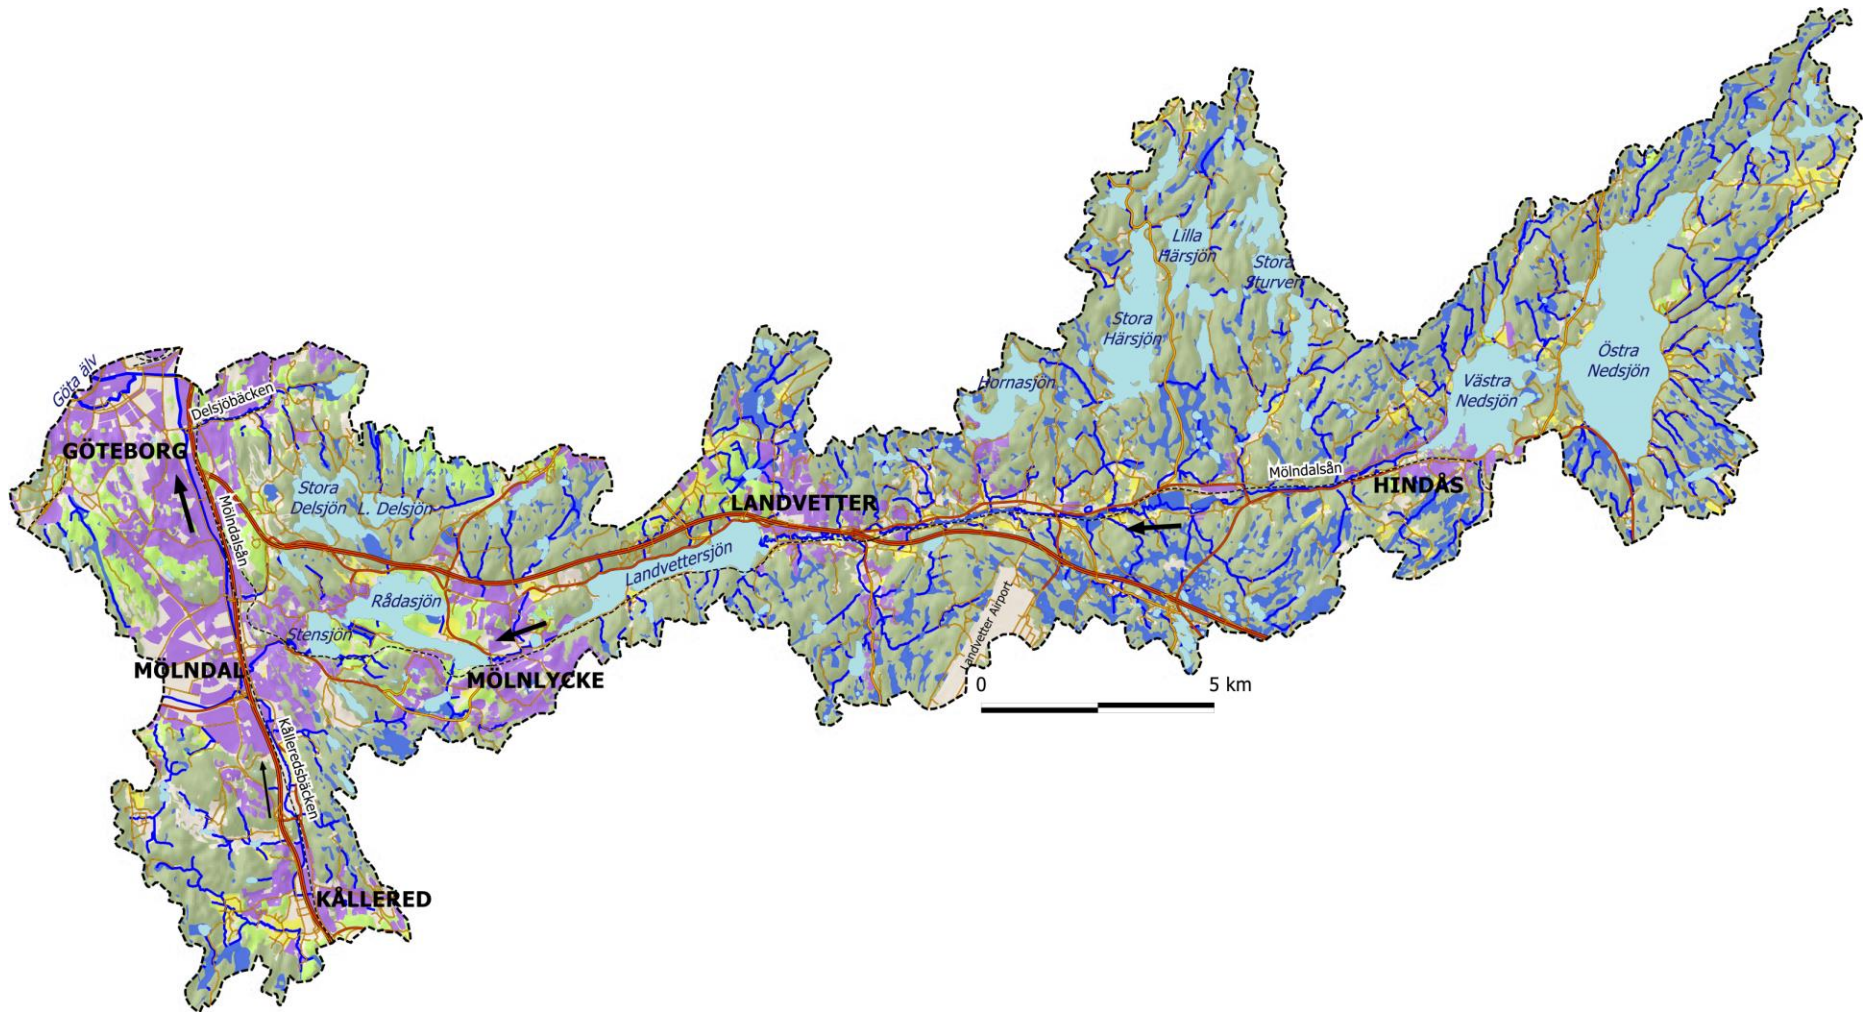 Lilla
Härsjön
Stora
Sturven
Stora
Härsjön
Östra
Nedsjön
Västra
Nedsjön
Hornasjön
Göta älv
Delsjöbäcken
GÖTEBORG
Mölndalsån
HINDÅS
Stora
Delsjön
L. Delsjön
LANDVETTER
Mölndalsån
Landvettersjön
Rådasjön
Stensjön
Landvetter Airport
MÖLNDAL
MÖLNLYCKE
0 5 km
Kålleredsbäcken
KÅLLERED